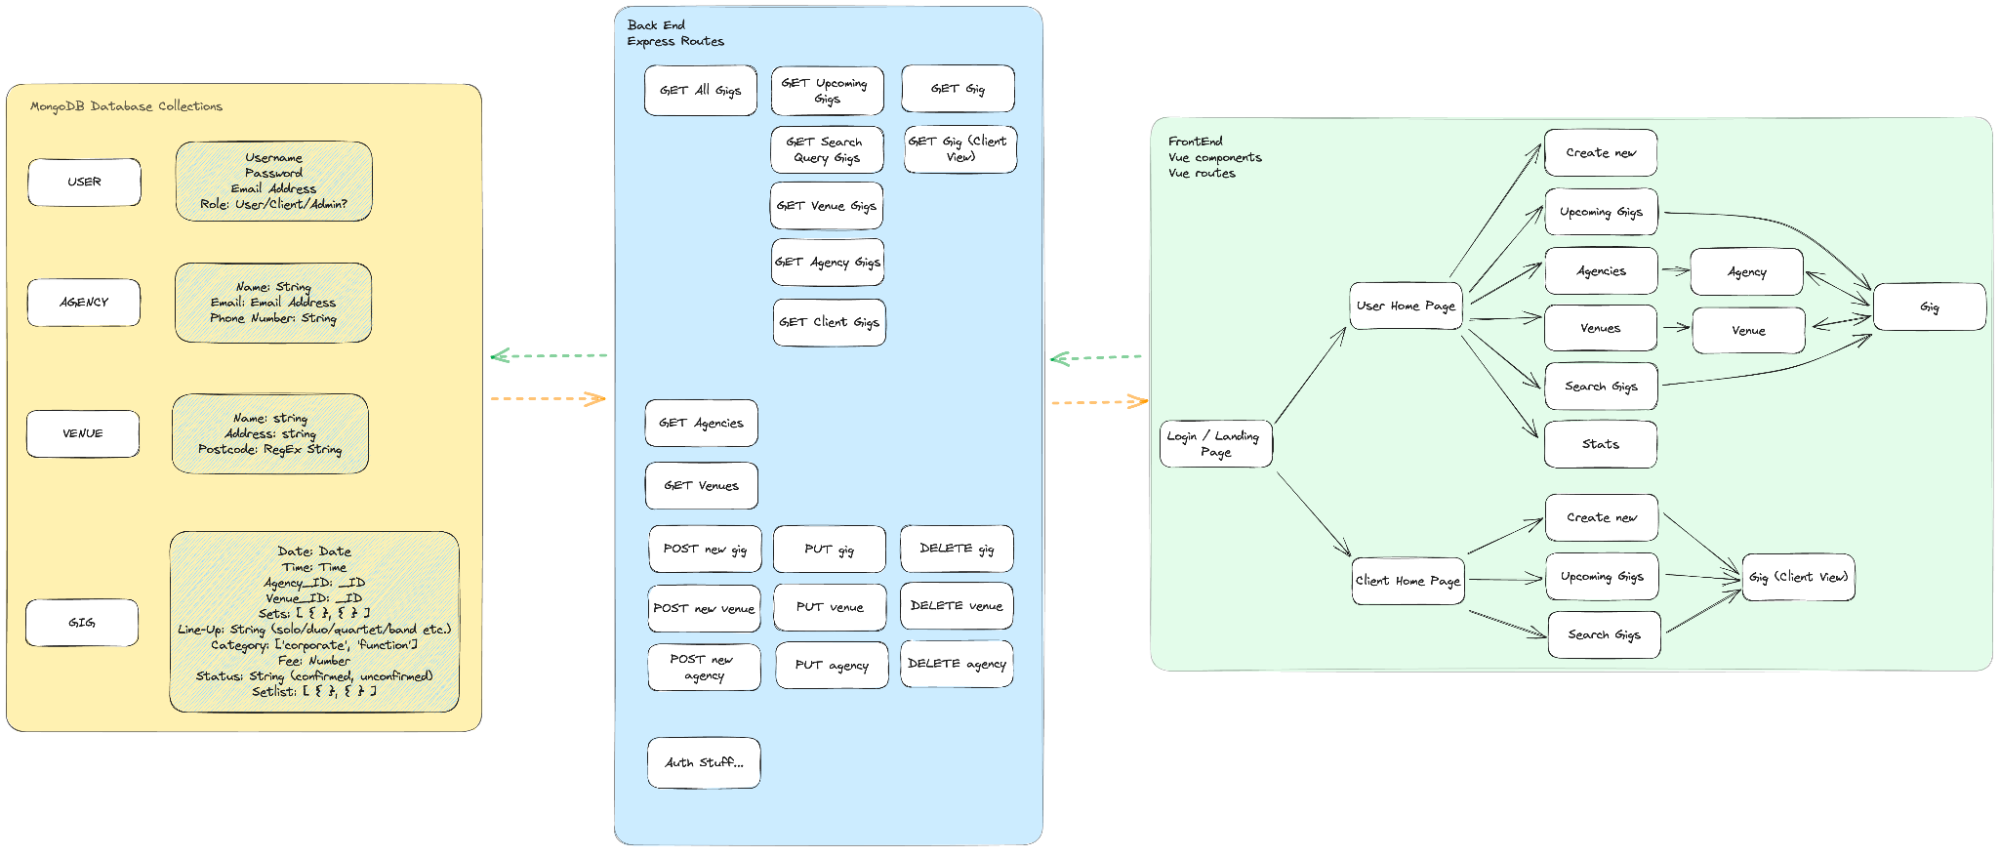 MongoDB Database Collections
USER
Username
Password
Email Address
Role: User/Client/Admin?
AGENCY
Name: String
Email: Email Address
Phone Number: String
VENUE
Name: string
Address: string
Postcode: RegEx String
GIG
Date: Date
Time: Time
Agency_ID: _ID
Venue_ID: _ID
Sets: [ { }, { } ]
Line-Up: String (solo/duo/quartet/band etc.)
Category: ['corporate', 'function']
Fee: Number
Status: String (confirmed, unconfirmed)
Setlist: [ { }, { } ]
Back End
Express Routes
GET All Gigs
GET Upcoming
Gigs
GET Gig
GET Search
Query Gigs
GET Gig (Client
View)
GET Venue Gigs
GET Agency Gigs
GET Client Gigs
GET Agencies
GET Venues
POST new gig
PUT gig
DELETE gig
POST new venue
PUT venue
DELETE venue
POST new
agency
PUT agency
DELETE agency
Auth Stuff...
FrontEnd
Vue components
Vue routes
Login / Landing
Page
User Home Page
Create new
Upcoming Gigs
Agencies
Agency
Venues
Venue
Search Gigs
Stats
Gig
Client Home Page
Create new
Upcoming Gigs
Search Gigs
Gig (Client View)